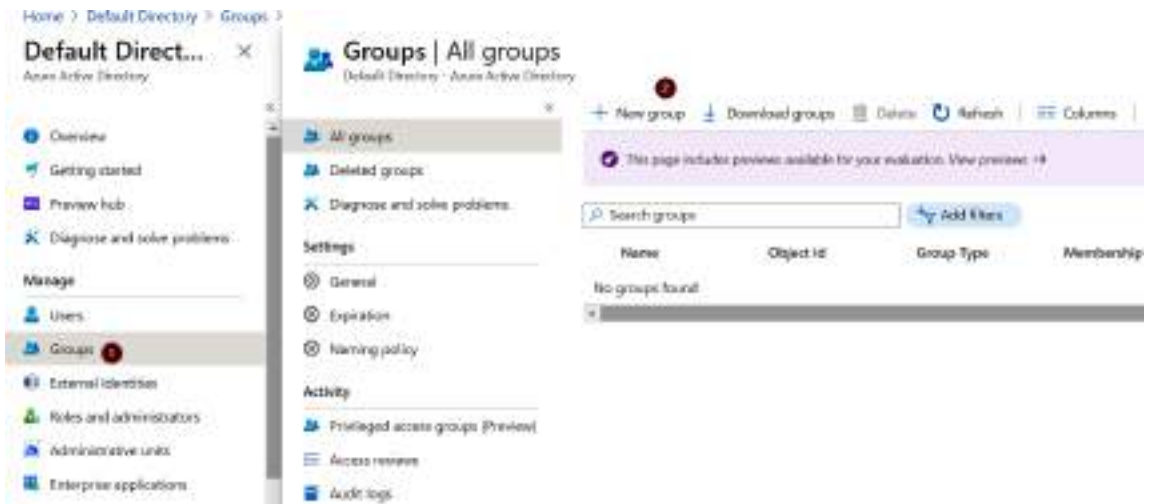 Home > Default Directory > Groups >
Default Direct...
Azure Active Directory
Overview
Getting started
Preview hub
Diagnose and solve problems
Manage
Users
Groups 1
External Identities
Roles and administrators
Administrative units
Enterprise applications
Groups | All groups
Default Directory - Azure Active Directory
All groups
Deleted groups
Diagnose and solve problems
Settings
General
Expiration
Naming policy
Activity
Privileged access groups (Preview)
Access reviews
Audit logs
2
+ New group Download groups Delete Refresh Columns
This page includes previews available for your evaluation. View previews →
Search groups Add filters
Name Object Id Group Type Membership
No groups found